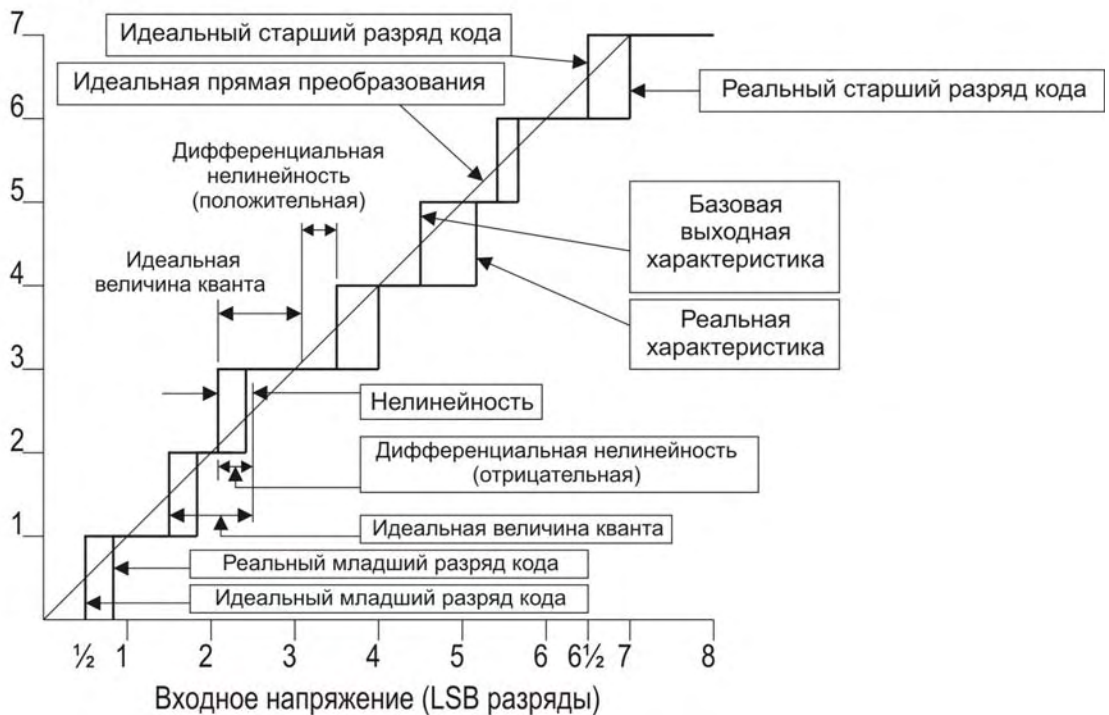 7
6
5
4
3
2
1
Идеальный старший разряд кода
Идеальная прямая преобразования
Реальный старший разряд кода
Дифференциальная
нелинейность
(положительная)
Базовая
выходная
характеристика
Идеальная
величина кванта
Реальная
характеристика
Нелинейность
Дифференциальная нелинейность
(отрицательная)
Идеальная величина кванта
Реальный младший разряд кода
Идеальный младший разряд кода
½ 1 2 3 4 5 6 6½ 7 8
Входное напряжение (LSB разряды)